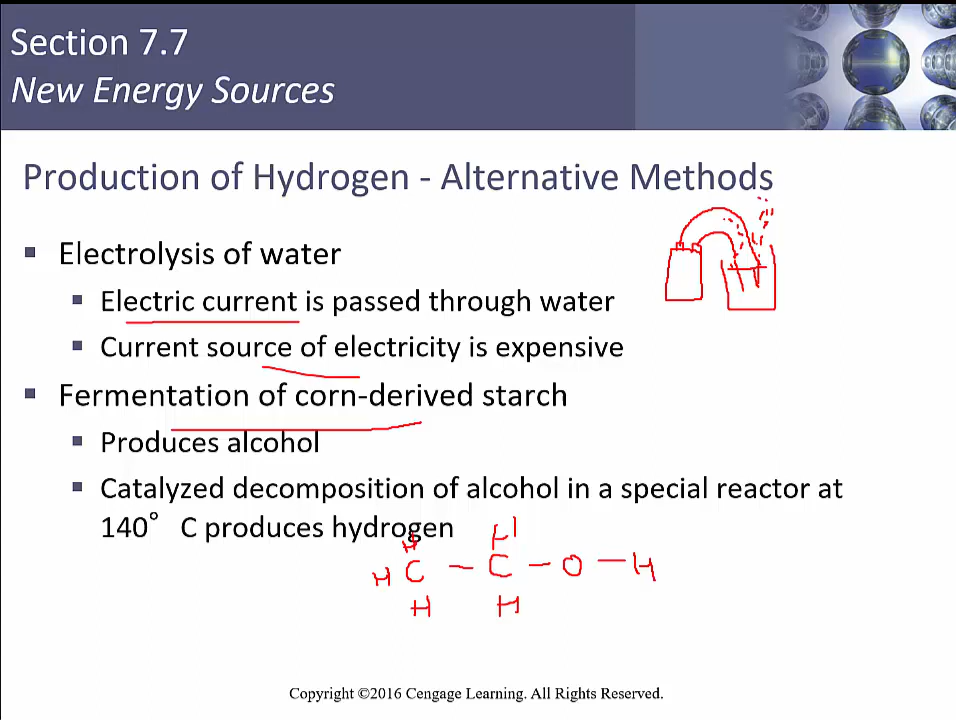 Section 7.7
New Energy Sources
Production of Hydrogen - Alternative Methods
▪ Electrolysis of water
▪ Electric current is passed through water
▪ Current source of electricity is expensive
▪ Fermentation of corn-derived starch
▪ Produces alcohol
▪ Catalyzed decomposition of alcohol in a special reactor at
140° C produces hydrogen
H H
H C – C – O – H
H H
Copyright ©2016 Cengage Learning. All Rights Reserved.